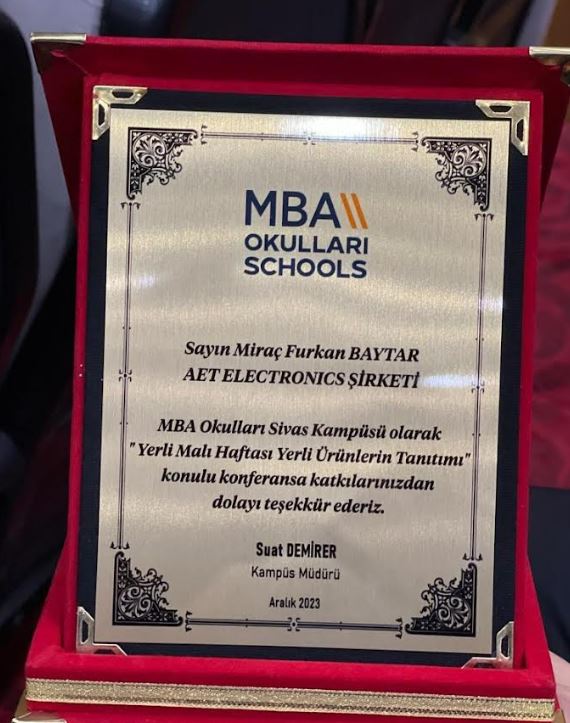 MBA
OKULLARI
SCHOOLS
Sayın Miraç Furkan BAYTAR
AET ELECTRONICS ŞİRKETİ
MBA Okulları Sivas Kampüsü olarak
"Yerli Malı Haftası Yerli Ürünlerin Tanıtımı"
konulu konferansa katkılarınızdan
dolayı teşekkür ederiz.
Suat DEMİRER
Kampüs Müdürü
Aralık 2023